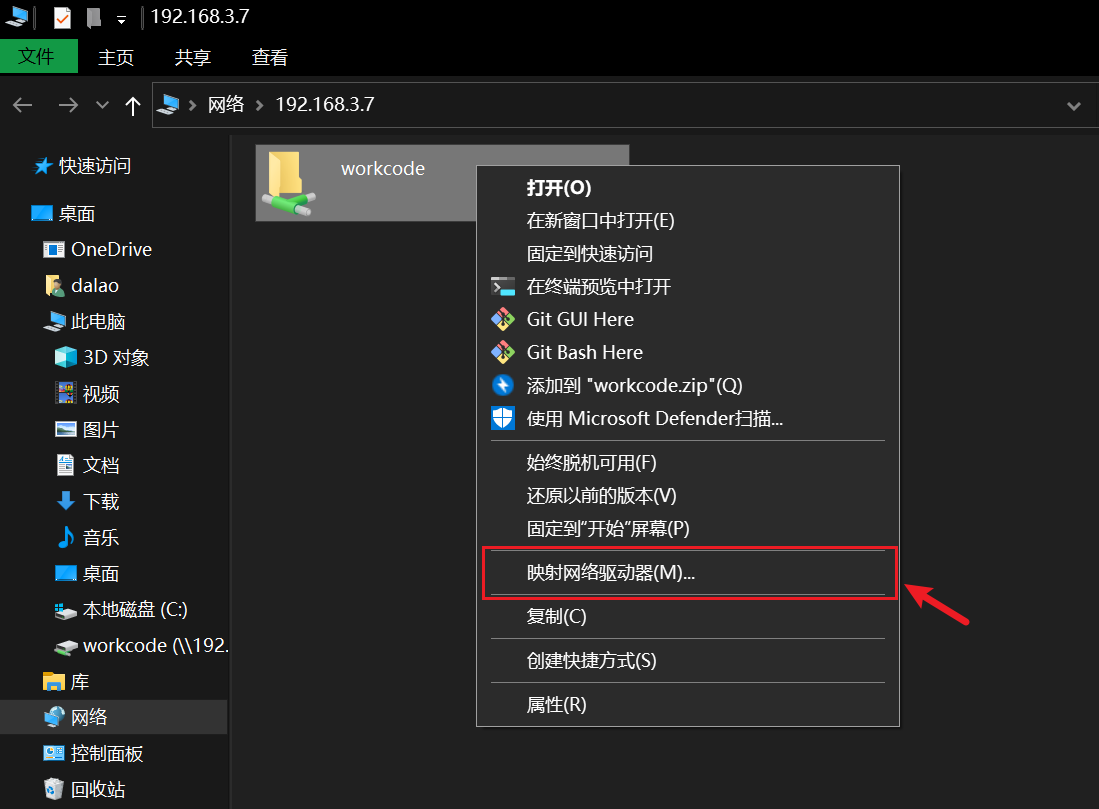 192.168.3.7
文件 主页 共享 查看
网络 192.168.3.7
快速访问
桌面
OneDrive
dalao
此电脑
3D 对象
视频
图片
文档
下载
音乐
桌面
本地磁盘 (C:)
workcode (\\192.
库
网络
控制面板
回收站
workcode
打开(O)
在新窗口中打开(E)
固定到快速访问
在终端预览中打开
Git GUI Here
Git Bash Here
添加到 "workcode.zip"(Q)
使用 Microsoft Defender扫描...
始终脱机可用(F)
还原以前的版本(V)
固定到“开始”屏幕(P)
映射网络驱动器(M)...
复制(C)
创建快捷方式(S)
属性(R)